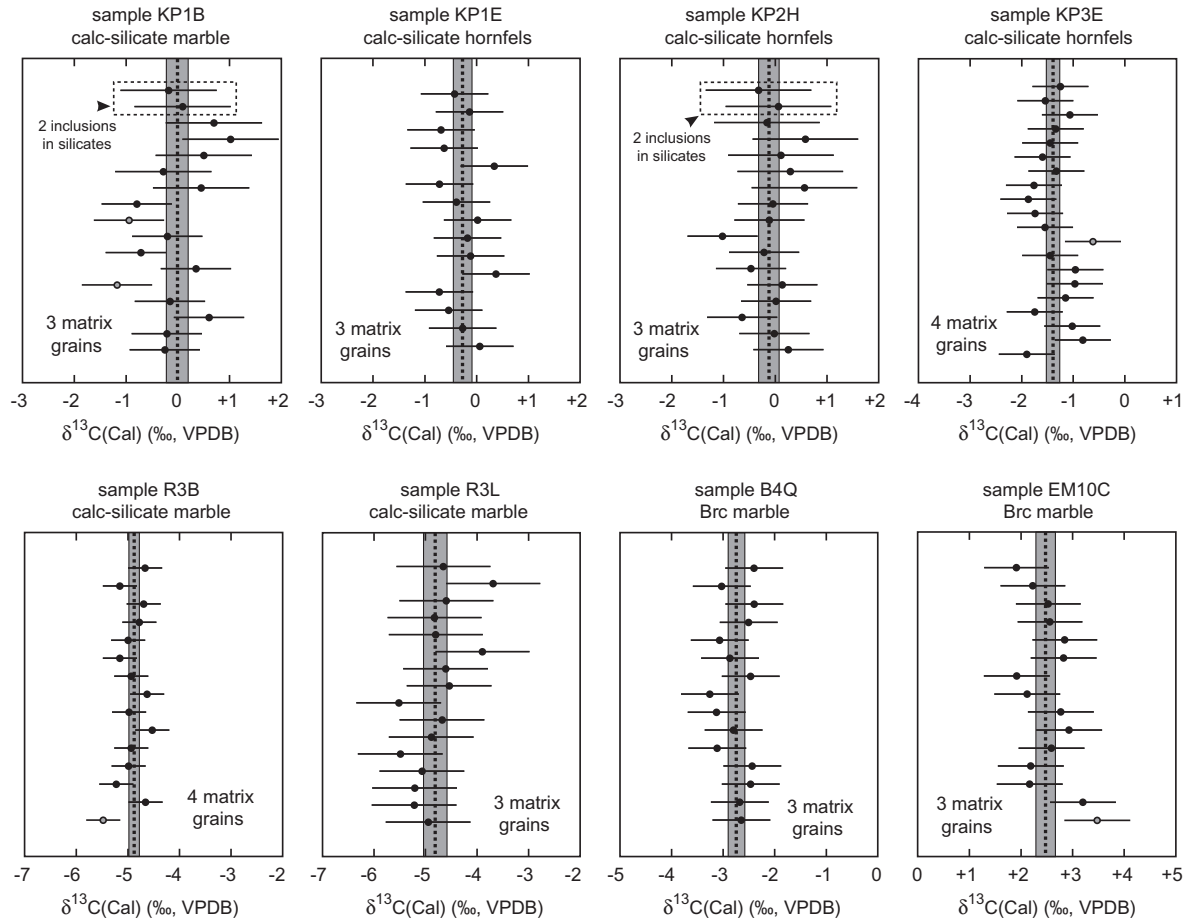 sample KP1B
calc-silicate marble
2 inclusions
in silicates
3 matrix
grains
-3 -2 -1 0 +1 +2
δ¹³C(Cal) (‰, VPDB)
sample KP1E
calc-silicate hornfels
3 matrix
grains
-3 -2 -1 0 +1 +2
δ¹³C(Cal) (‰, VPDB)
sample KP2H
calc-silicate hornfels
2 inclusions
in silicates
3 matrix
grains
-3 -2 -1 0 +1 +2
δ¹³C(Cal) (‰, VPDB)
sample KP3E
calc-silicate hornfels
4 matrix
grains
-4 -3 -2 -1 0 +1
δ¹³C(Cal) (‰, VPDB)
sample R3B
calc-silicate marble
4 matrix
grains
-7 -6 -5 -4 -3 -2
δ¹³C(Cal) (‰, VPDB)
sample R3L
calc-silicate marble
3 matrix
grains
-7 -6 -5 -4 -3 -2
δ¹³C(Cal) (‰, VPDB)
sample B4Q
Brc marble
3 matrix
grains
-5 -4 -3 -2 -1 0
δ¹³C(Cal) (‰, VPDB)
sample EM10C
Brc marble
3 matrix
grains
0 +1 +2 +3 +4 +5
δ¹³C(Cal) (‰, VPDB)